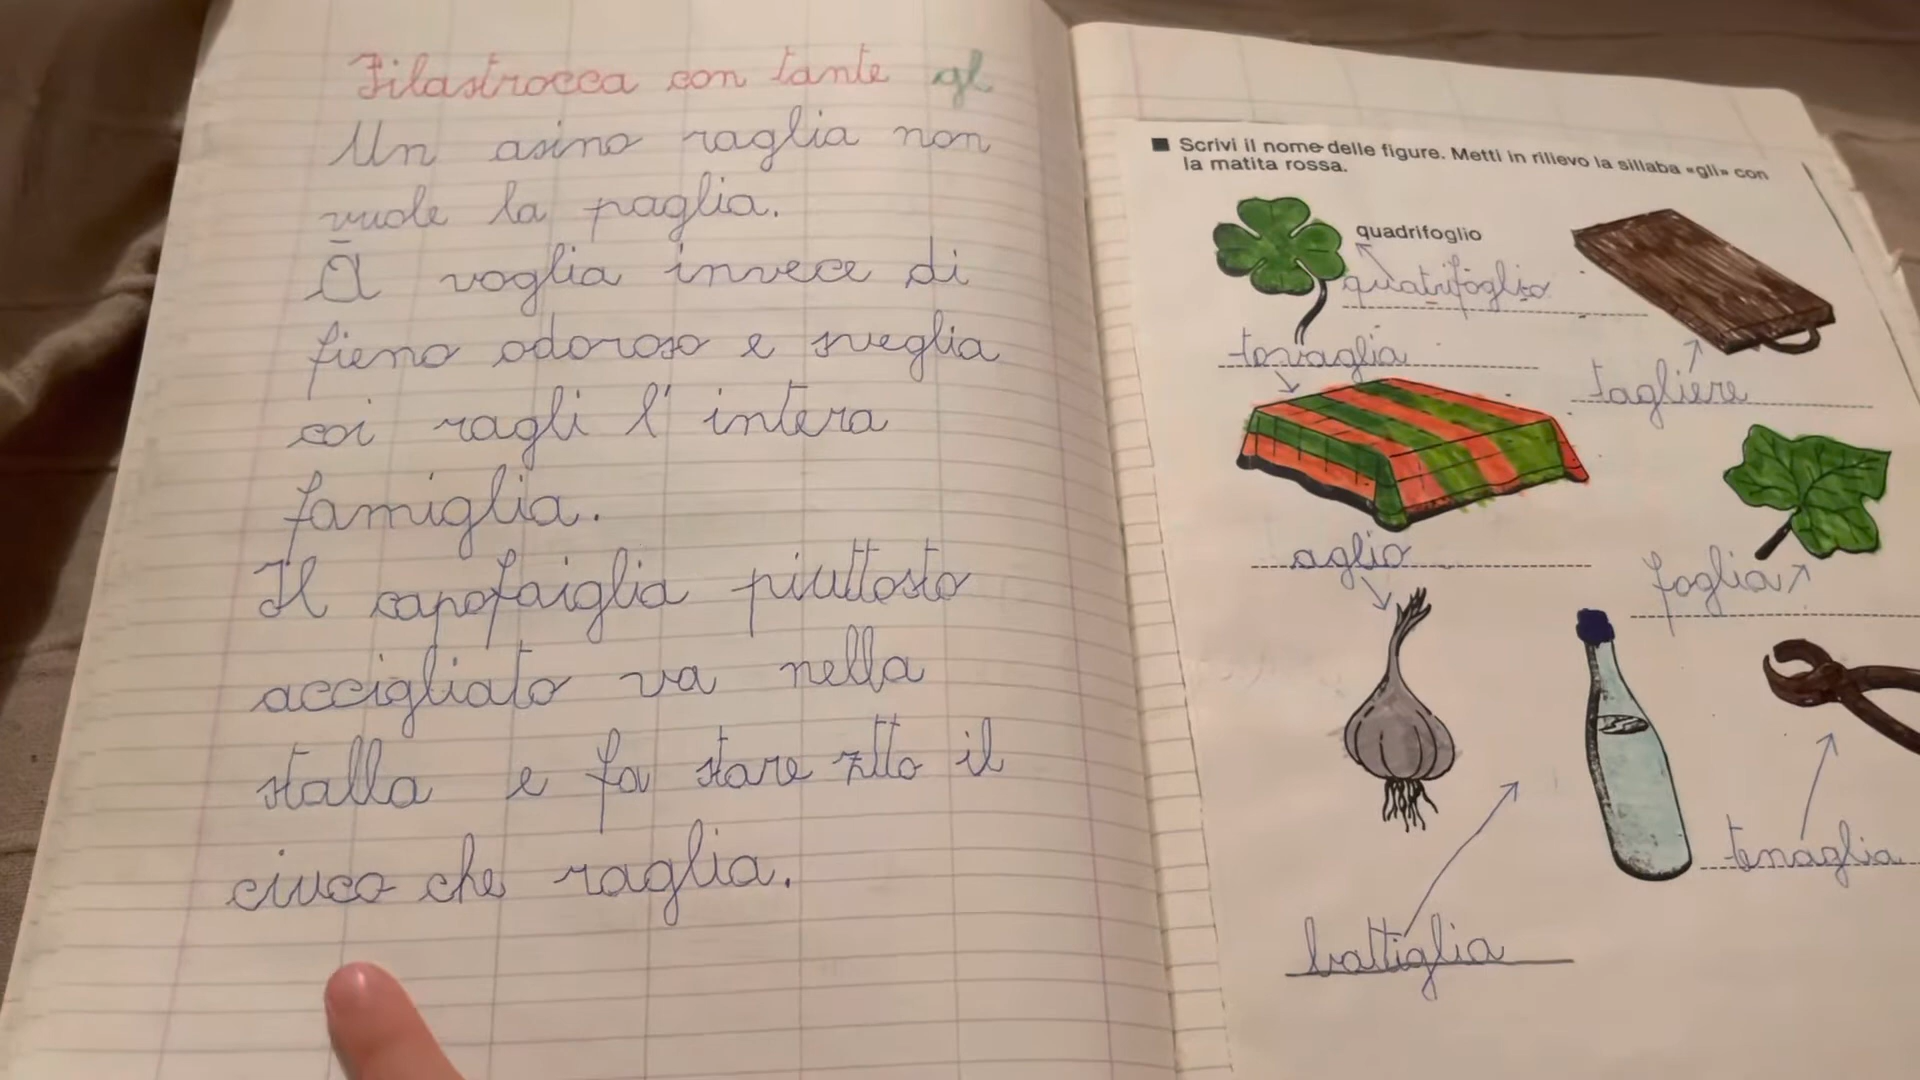 Filastrocca con tante gl
Un asino raglia non
vuole la paglia.
A voglia invece di
fieno odoroso e sveglia
coi ragli l'intera
famiglia.
Il capofaiglia piuttosto
accigliato va nella
stalla e fa stare zitto il
ciuco che raglia.
Scrivi il nome delle figure. Metti in rilievo la sillaba «gli» con
la matita rossa.
quadrifoglio
quatrifoglio
tovaglia
tagliere
aglio
foglia
tenaglia
battiglia